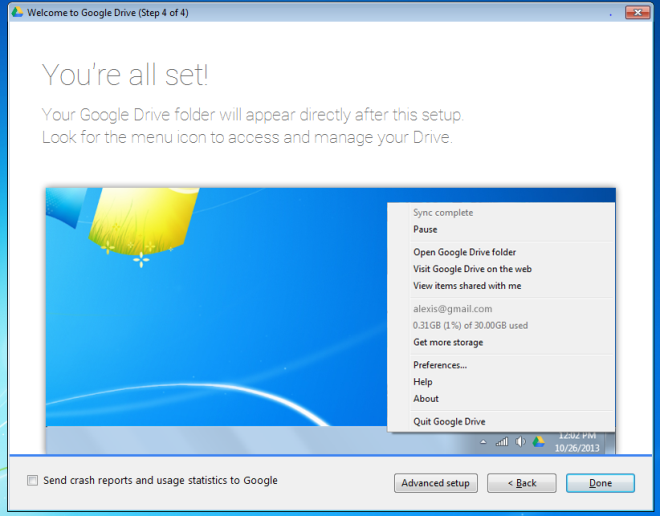 Welcome to Google Drive (Step 4 of 4)
You're all set!
Your Google Drive folder will appear directly after this setup.
Look for the menu icon to access and manage your Drive.
Sync complete
Pause
Open Google Drive folder
Visit Google Drive on the web
View items shared with me
alexis@gmail.com
0.31GB (1%) of 30.00GB used
Get more storage
Preferences...
Help
About
Quit Google Drive
12:02 PM
10/26/2013
Send crash reports and usage statistics to Google
Advanced setup
< Back
Done